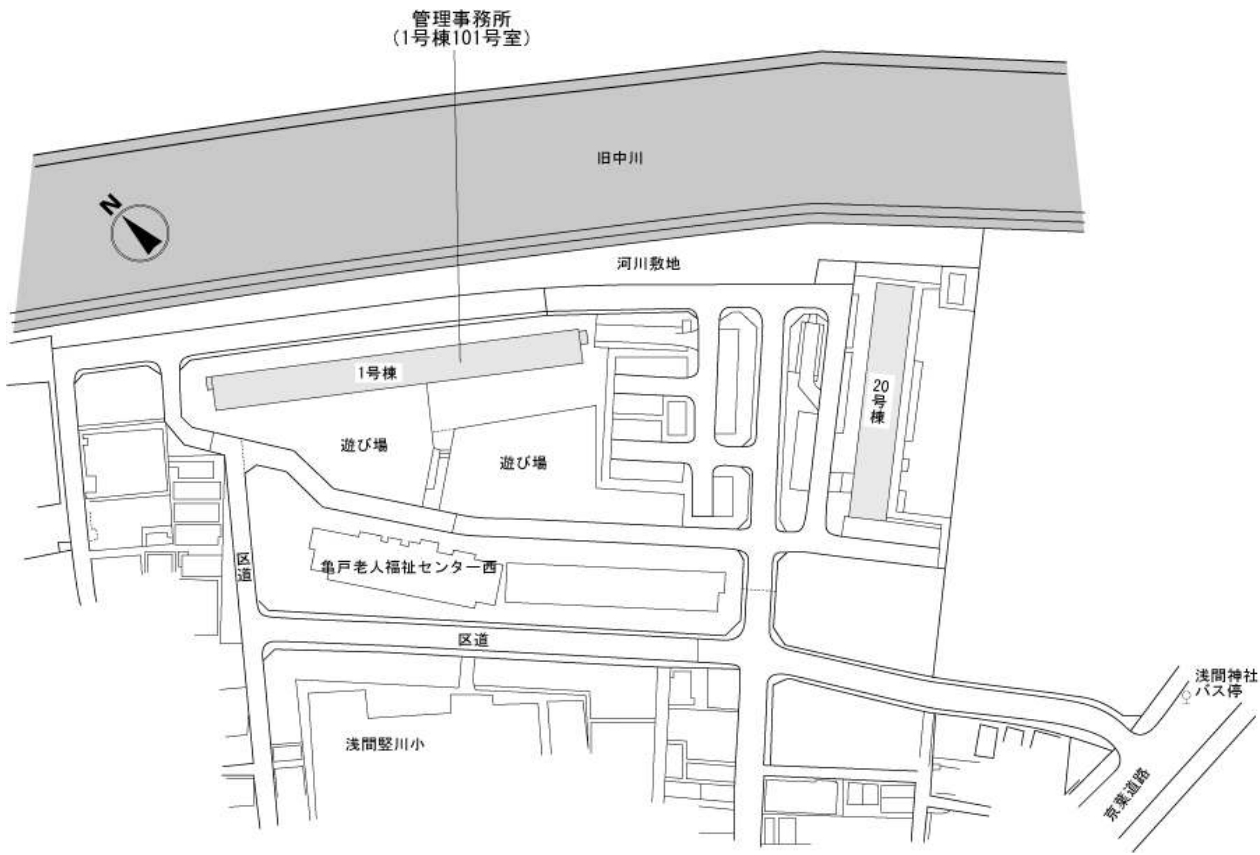 管理事務所
（1号棟101号室）
旧中川
N
河川敷地
1号棟
20号棟
遊び場
遊び場
亀戸老人福祉センター西
区道
区道
浅間竪川小
浅間神社
バス停
京葉道路